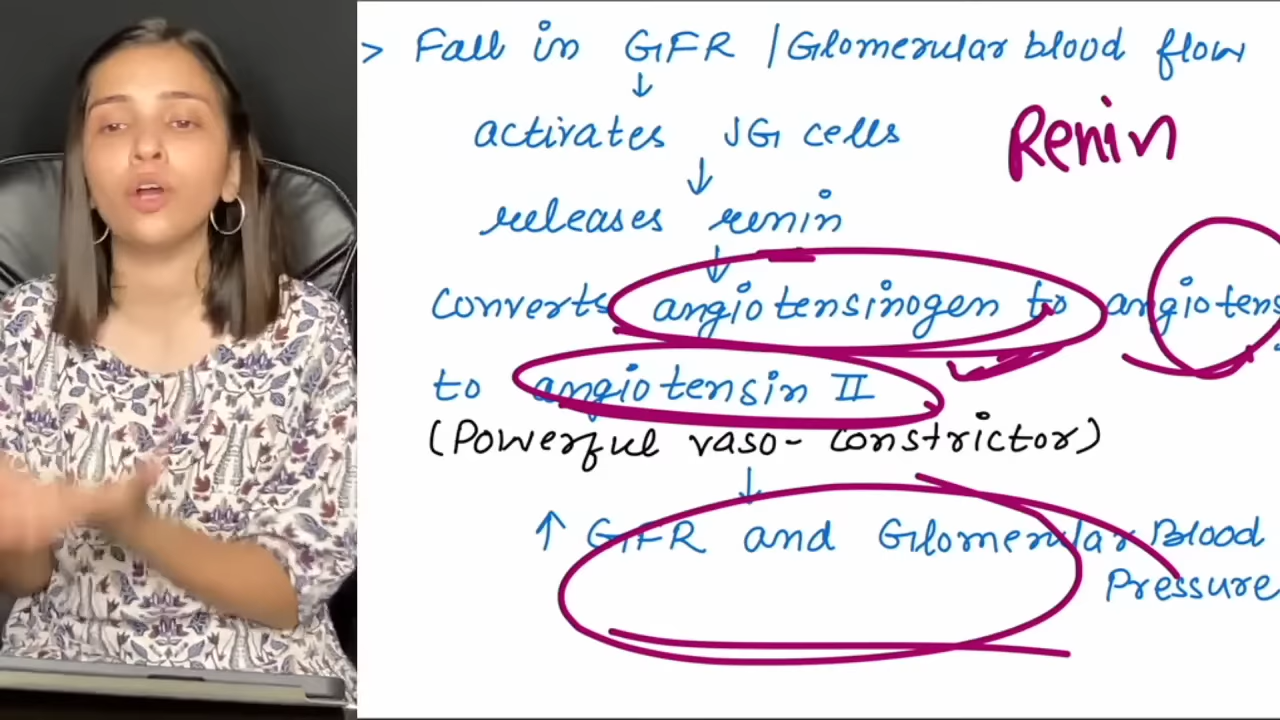 > Fall in GFR / Glomerular blood flow
↓
activates JG cells
Renin
↓
releases renin
↓
converts angiotensinogen to angiotens
to angiotensin II
(Powerful vaso-constrictor)
↓
↑ GFR and Glomerular Blood
Pressure